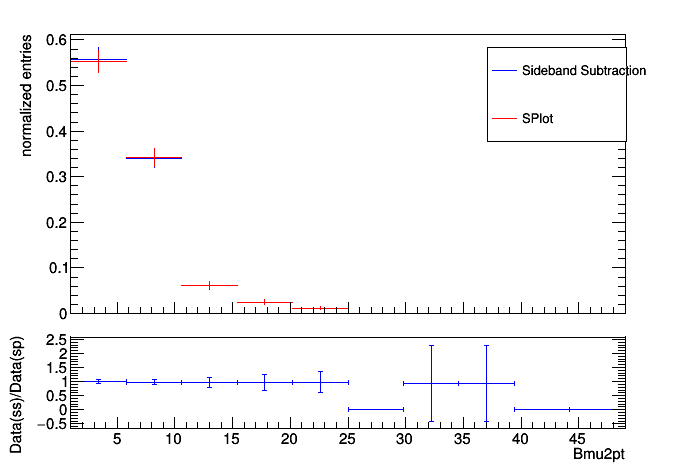 normalized entries
0.6
0.5
0.4
0.3
0.2
0.1
0
Sideband Subtraction
SPlot
Data(ss)/Data(sp)
2.5
2
1.5
1
0.5
0
−0.5
5 10 15 20 25 30 35 40 45
Bmu2pt